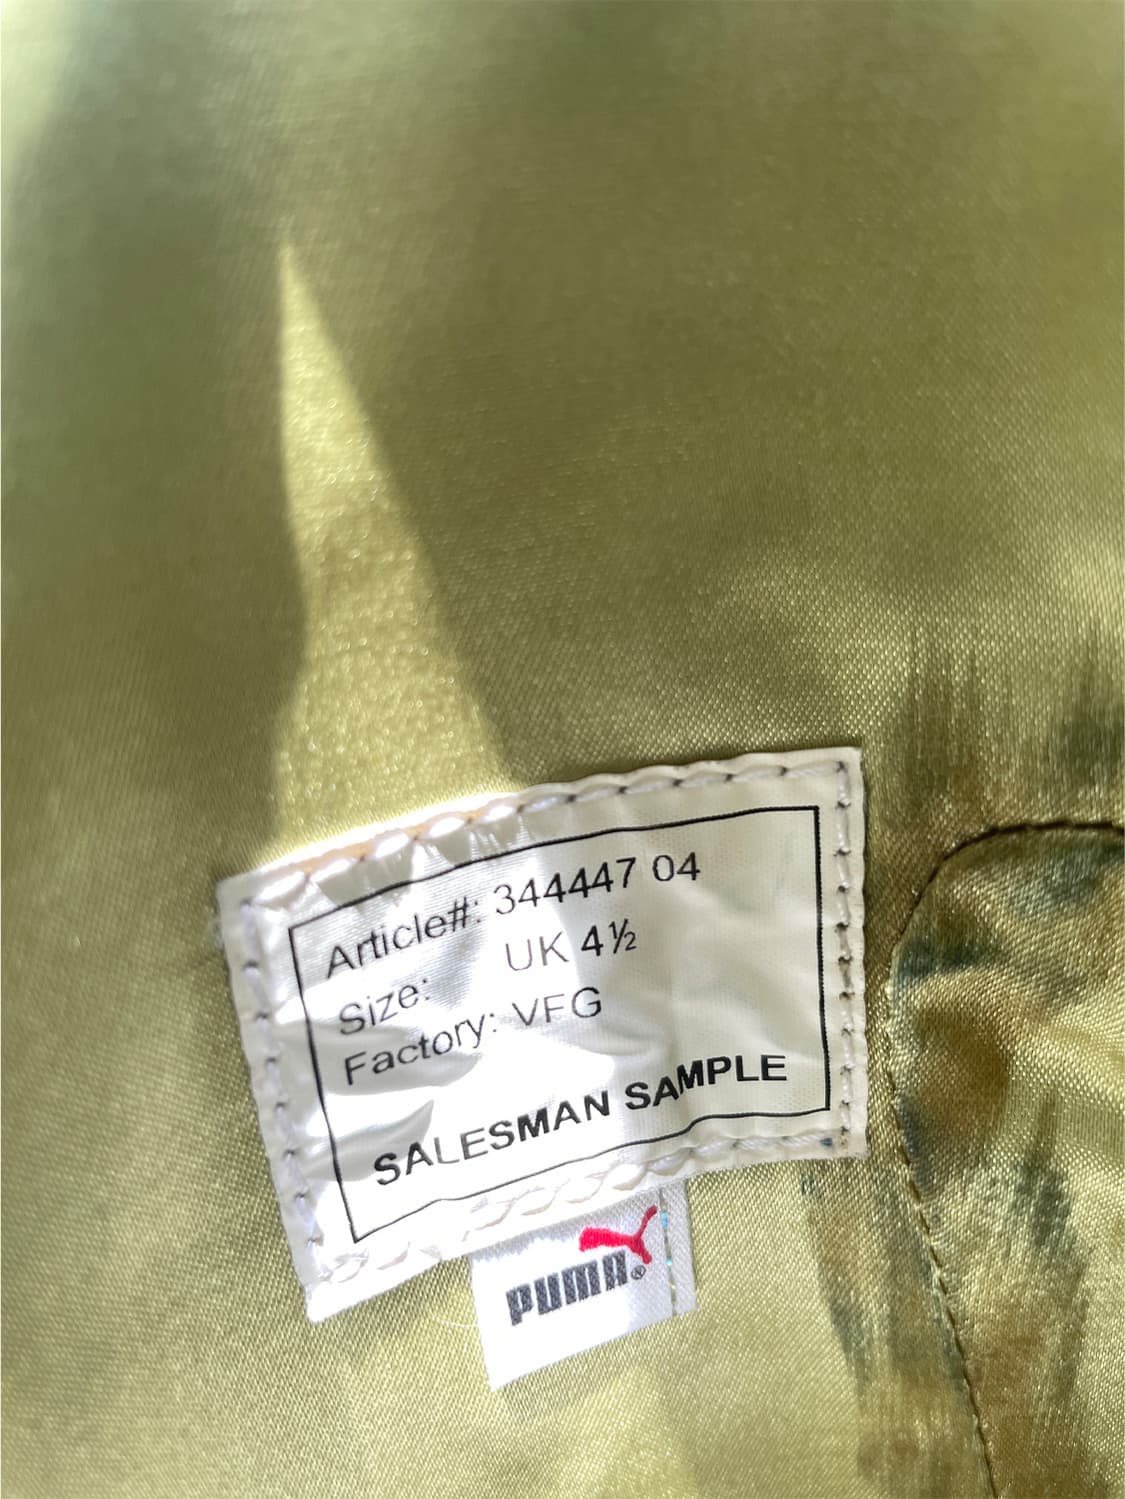 Article#: 344447 04
Size: UK 4½
Factory: VFG
SALESMAN SAMPLE
PUMA®